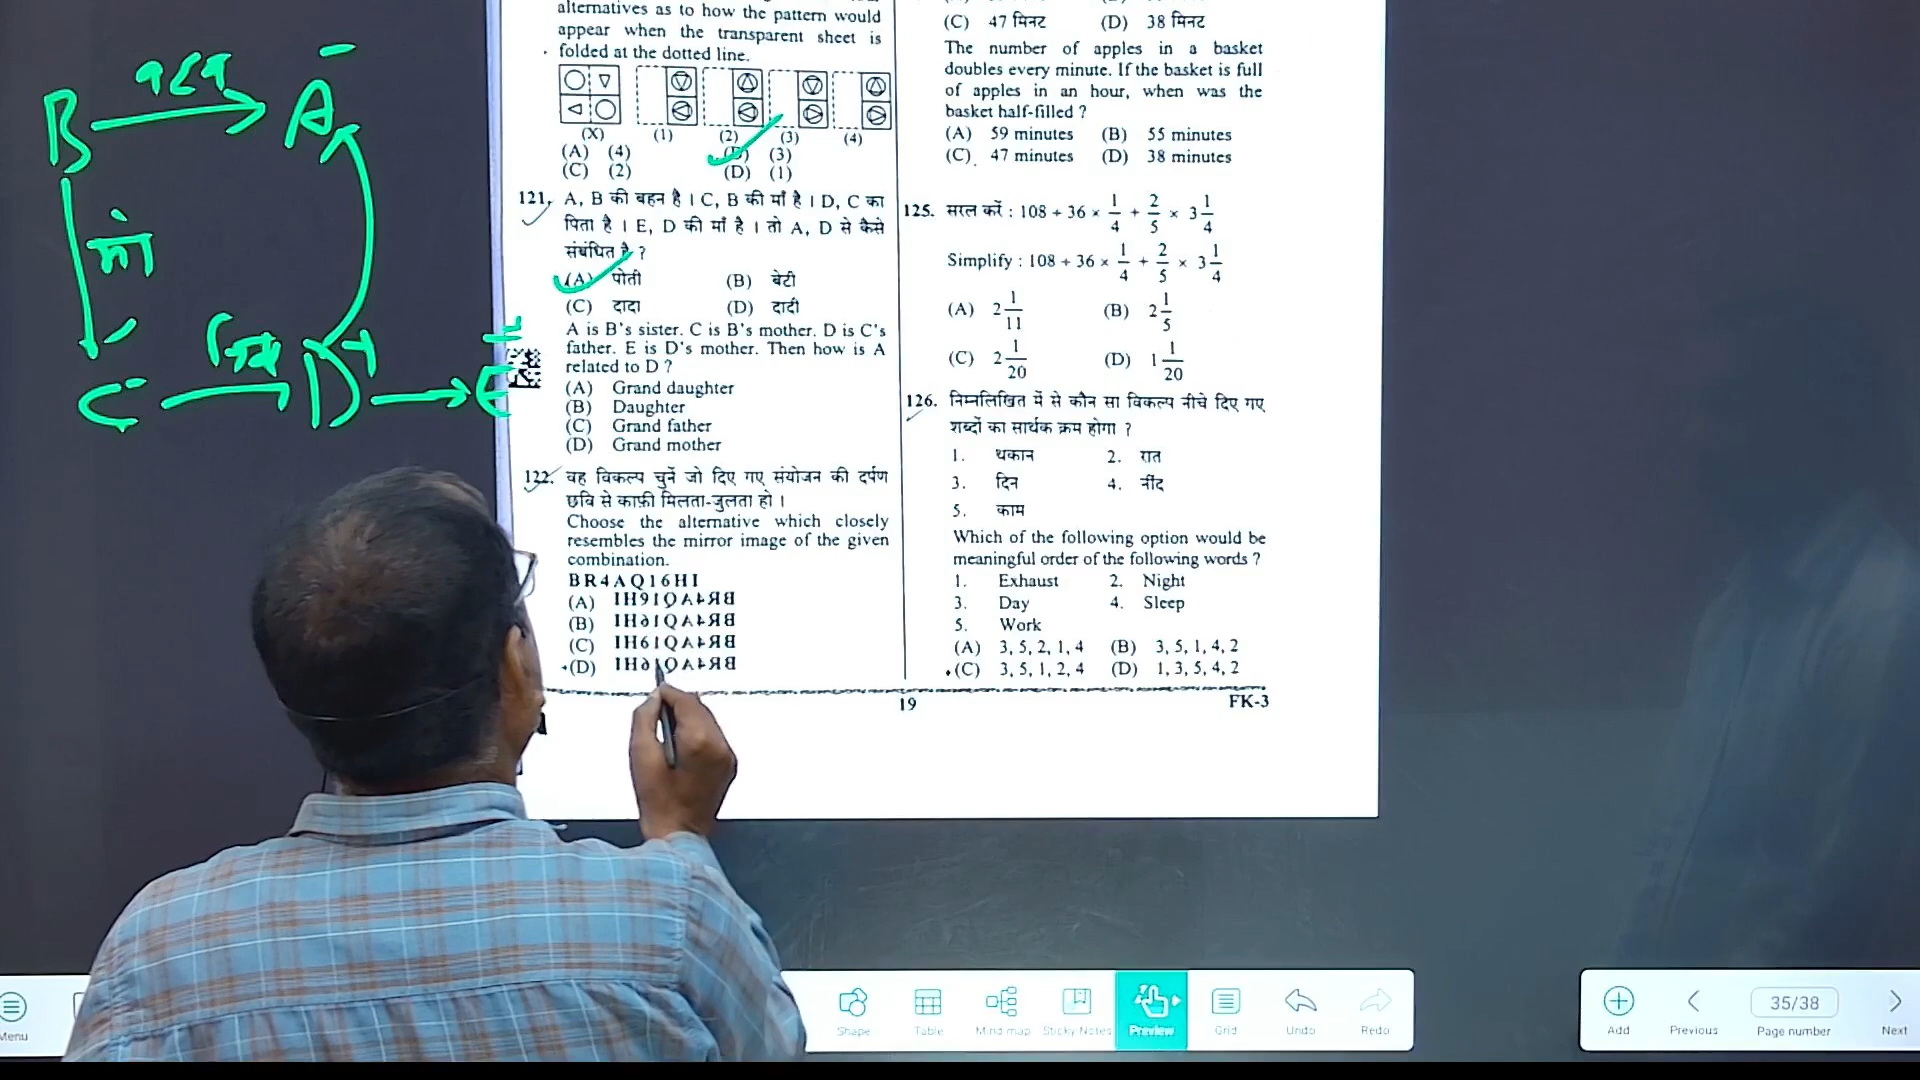 alternatives as to how the pattern would
appear when the transparent sheet is
folded at the dotted line.
(X) (1) (2) (3) (4)
(A) (4) (B) (3)
(C) (2) (D) (1)
121. A, B की बहन है । C, B की माँ है । D, C का
पिता है । E, D की माँ है । तो A, D से कैसे
संबंधित है ?
(A) पोती (B) बेटी
(C) दादा (D) दादी
A is B's sister. C is B's mother. D is C's
father. E is D's mother. Then how is A
related to D ?
(A) Grand daughter
(B) Daughter
(C) Grand father
(D) Grand mother
122. वह विकल्प चुनें जो दिए गए संयोजन की दर्पण
छवि से काफ़ी मिलता-जुलता हो ।
Choose the alternative which closely
resembles the mirror image of the given
combination.
BR4AQ16HI
(A)
(B)
(C)
(D)
(C) 47 मिनट (D) 38 मिनट
The number of apples in a basket
doubles every minute. If the basket is full
of apples in an hour, when was the
basket half-filled ?
(A) 59 minutes (B) 55 minutes
(C) 47 minutes (D) 38 minutes
125. सरल करें : 108 ÷ 36 × 1/4 + 2/5 × 3 1/4
Simplify : 108 ÷ 36 × 1/4 + 2/5 × 3 1/4
(A) 2 1/11 (B) 2 1/5
(C) 2 1/20 (D) 1 1/20
126. निम्नलिखित में से कौन सा विकल्प नीचे दिए गए
शब्दों का सार्थक क्रम होगा ?
1. थकान 2. रात
3. दिन 4. नींद
5. काम
Which of the following option would be
meaningful order of the following words ?
1. Exhaust 2. Night
3. Day 4. Sleep
5. Work
(A) 3, 5, 2, 1, 4 (B) 3, 5, 1, 4, 2
(C) 3, 5, 1, 2, 4 (D) 1, 3, 5, 4, 2
19 FK-3
B A
माँ
C D E
Menu Shape Table Mind map Sticky Notes Preview Grid Undo Redo
Add Previous 35/38 Page number Next